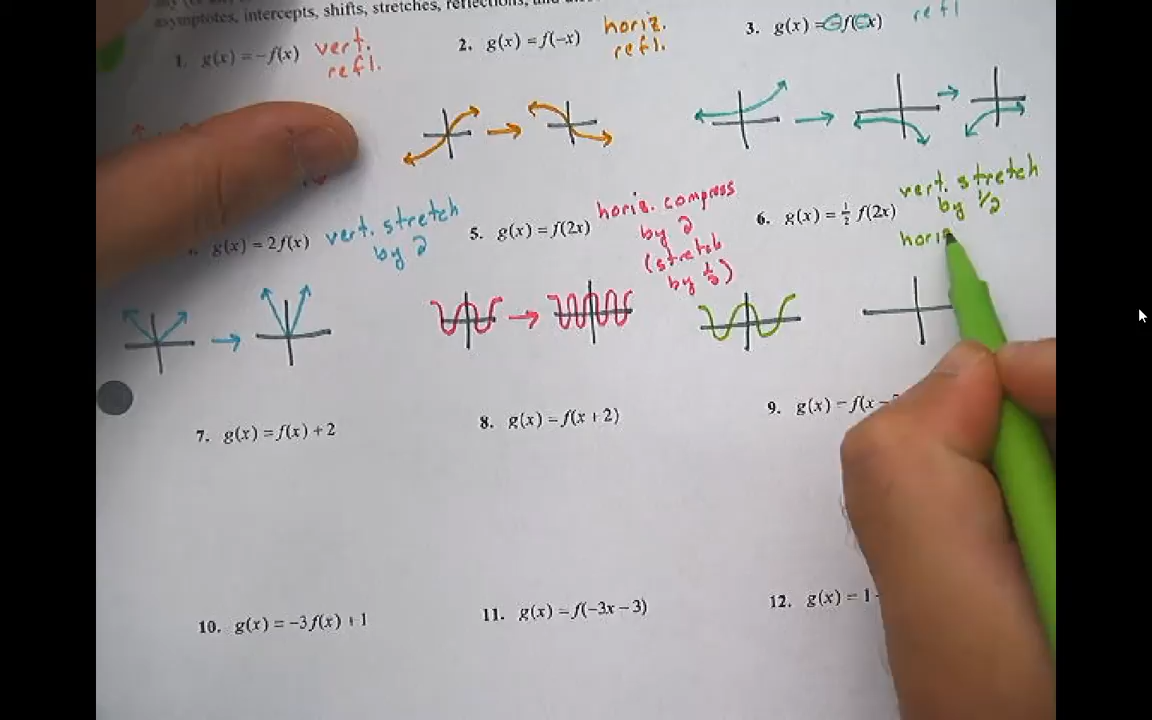 asymptotes, intercepts, shifts, stretches, reflections, and
1. g(x) = -f(x) vert.
refl.
2. g(x) = f(-x) horiz.
refl.
3. g(x) = -f(-x) refl
g(x) = 2f(x) vert. stretch
by 2
5. g(x) = f(2x) horiz. compress
by 2
(stretch
by ½)
6. g(x) = ½ f(2x) vert. stretch
by 1/2
horiz
7. g(x) = f(x) + 2
8. g(x) = f(x + 2)
9. g(x) = f(x -
10. g(x) = -3f(x) + 1
11. g(x) = f(-3x - 3)
12. g(x) = 1